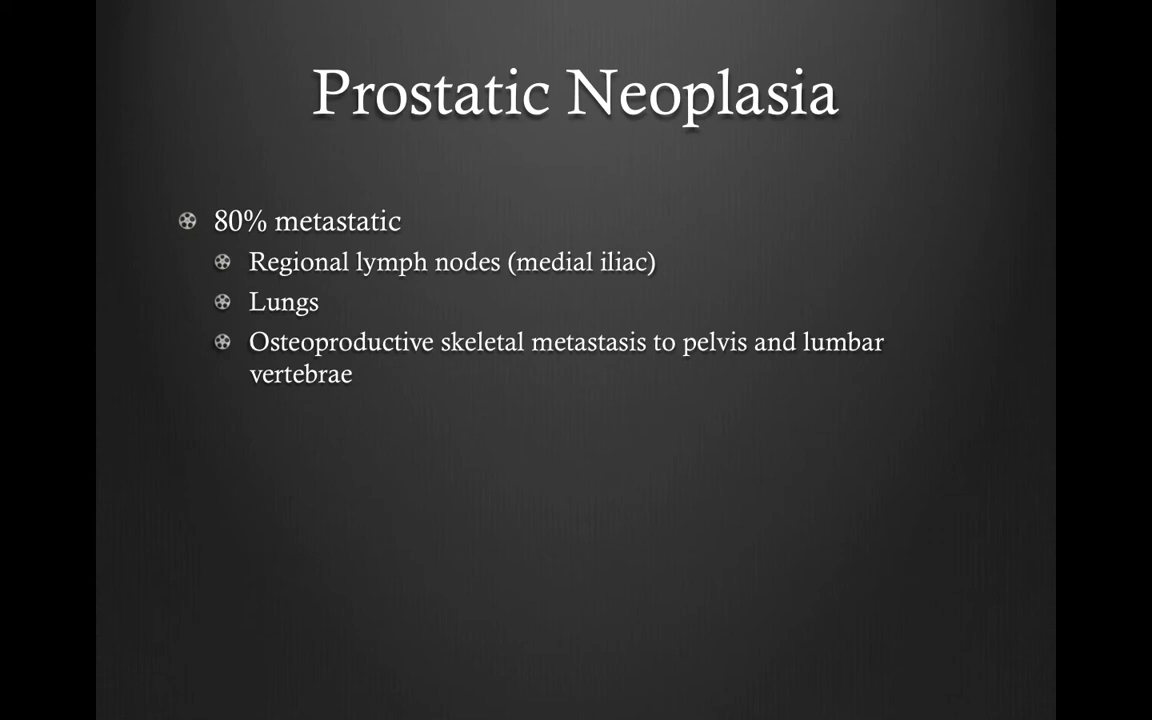 Prostatic Neoplasia
80% metastatic
Regional lymph nodes (medial iliac)
Lungs
Osteoproductive skeletal metastasis to pelvis and lumbar
vertebrae